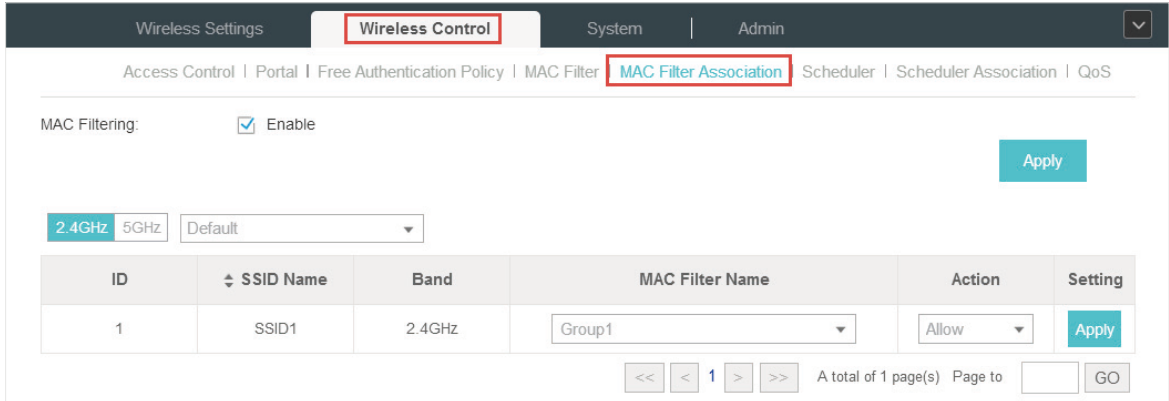 Wireless Settings Wireless Control System | Admin
Access Control | Portal | Free Authentication Policy | MAC Filter | MAC Filter Association | Scheduler | Scheduler Association | QoS
MAC Filtering: Enable
Apply
2.4GHz 5GHz Default
ID SSID Name Band MAC Filter Name Action Setting
1 SSID1 2.4GHz Group1 Allow Apply
<< < 1 > >> A total of 1 page(s) Page to GO